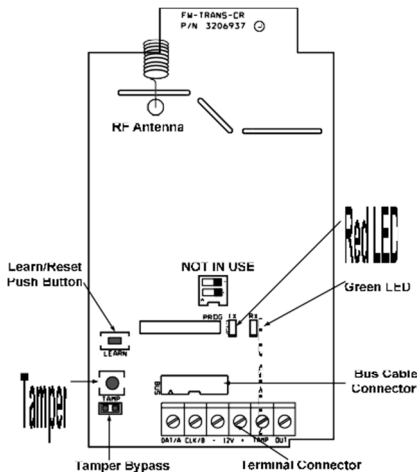 FW-TRANS-CR
P/N 3206937
RF Antenna
Red LED
NOT IN USE
Learn/Reset
Push Button
Green LED
PROG TX RX
LEARN
Bus Cable
Connector
Tamper
BUS
TAMP
DAT/A CLK/B - 12V + TAMP OUT
Tamper Bypass
Terminal Connector